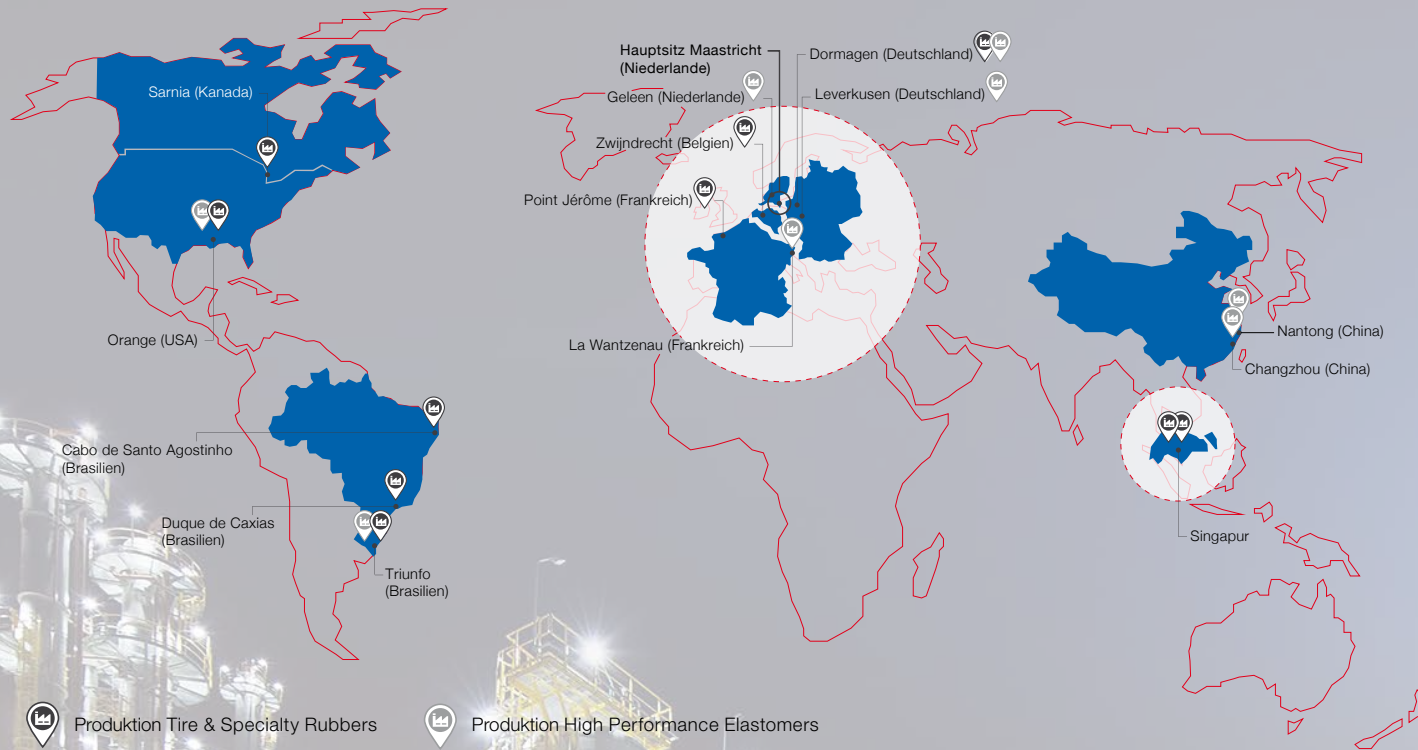 Sarnia (Kanada)
Orange (USA)
Cabo de Santo Agostinho
(Brasilien)
Duque de Caxias
(Brasilien)
Triunfo
(Brasilien)
Hauptsitz Maastricht
(Niederlande)
Geleen (Niederlande)
Zwijndrecht (Belgien)
Point Jérôme (Frankreich)
La Wantzenau (Frankreich)
Dormagen (Deutschland)
Leverkusen (Deutschland)
Nantong (China)
Changzhou (China)
Singapur
Produktion Tire & Specialty Rubbers
Produktion High Performance Elastomers